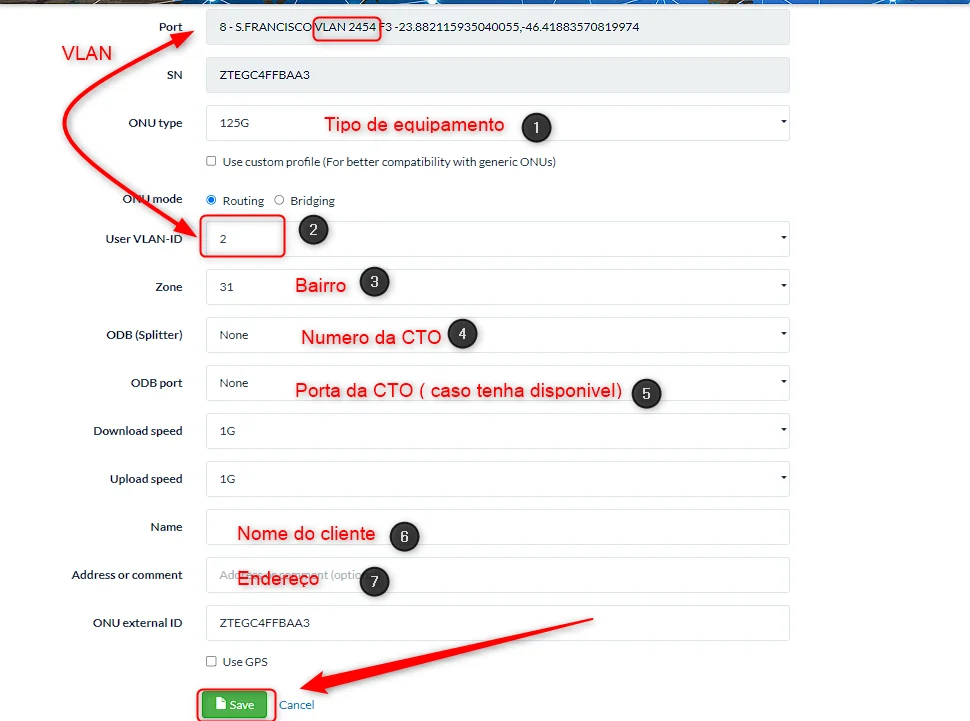 Port 8 - S.FRANCISCO VLAN 2454 F3 -23.882115935040055,-46.41883570819974
VLAN
SN ZTEGC4FFBAA3
ONU type 125G Tipo de equipamento 1
Use custom profile (For better compatibility with generic ONUs)
ONU mode Routing Bridging
User VLAN-ID 2 2
Zone 31 Bairro 3
ODB (Splitter) None Numero da CTO 4
ODB port None Porta da CTO ( caso tenha disponivel) 5
Download speed 1G
Upload speed 1G
Name Nome do cliente 6
Address or comment Address or comment (optional) Endereço 7
ONU external ID ZTEGC4FFBAA3
Use GPS
Save Cancel